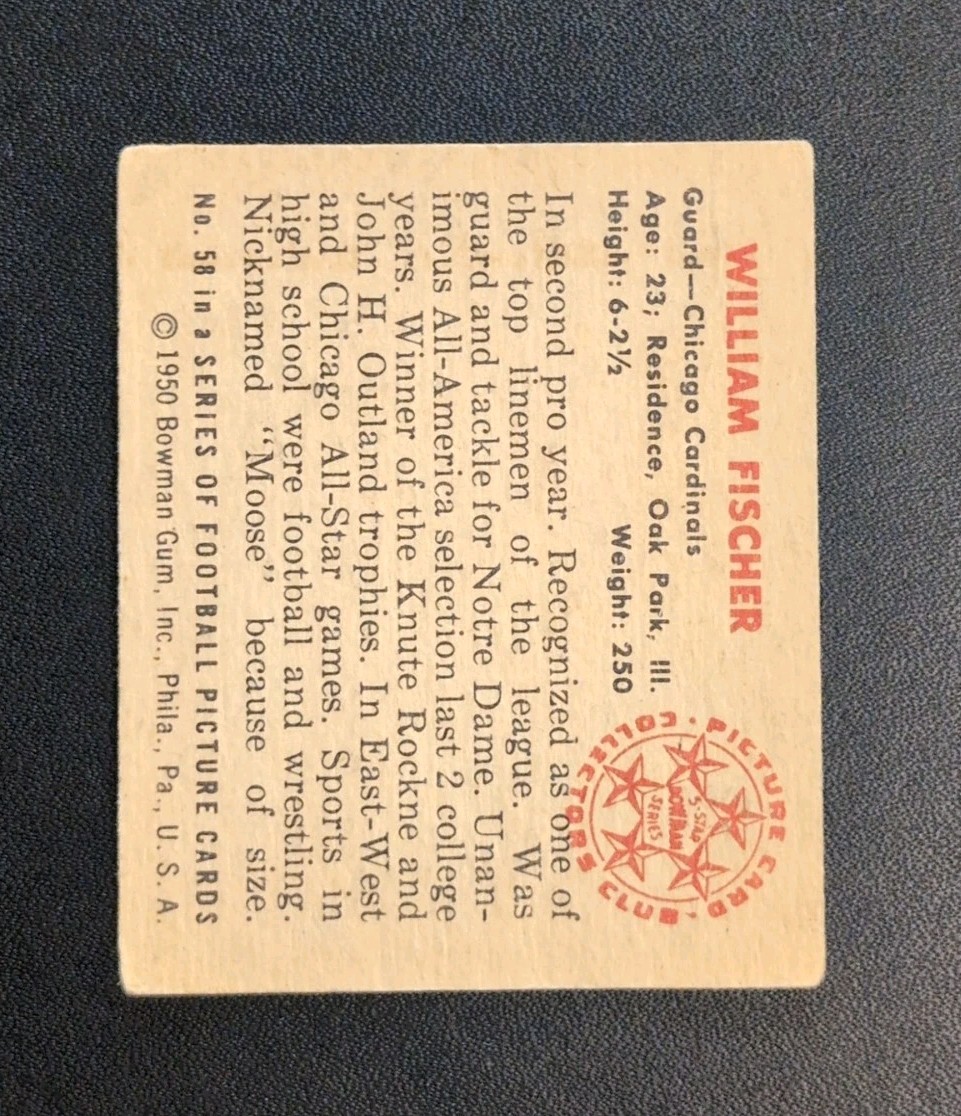 WILLIAM FISCHER
Guard—Chicago Cardinals
Age: 23; Residence, Oak Park, Ill.
Height: 6-2½ Weight: 250
PICTURE CARD COLLECTORS CLUB
5-STAR
BOWMAN
SERIES
In second pro year. Recognized as one of
the top linemen of the league. Was
guard and tackle for Notre Dame. Unan-
imous All-America selection last 2 college
years. Winner of the Knute Rockne and
John H. Outland trophies. In East-West
and Chicago All-Star games. Sports in
high school were football and wrestling.
Nicknamed “Moose” because of size.
No. 58 in a SERIES OF FOOTBALL PICTURE CARDS
© 1950 Bowman Gum, Inc., Phila., Pa., U. S. A.